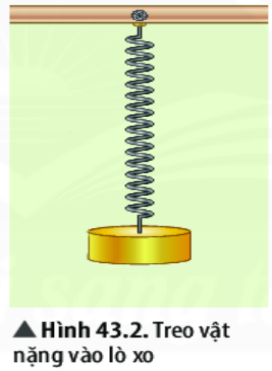 ▲ Hình 43.2. Treo vật
nặng vào lò xo